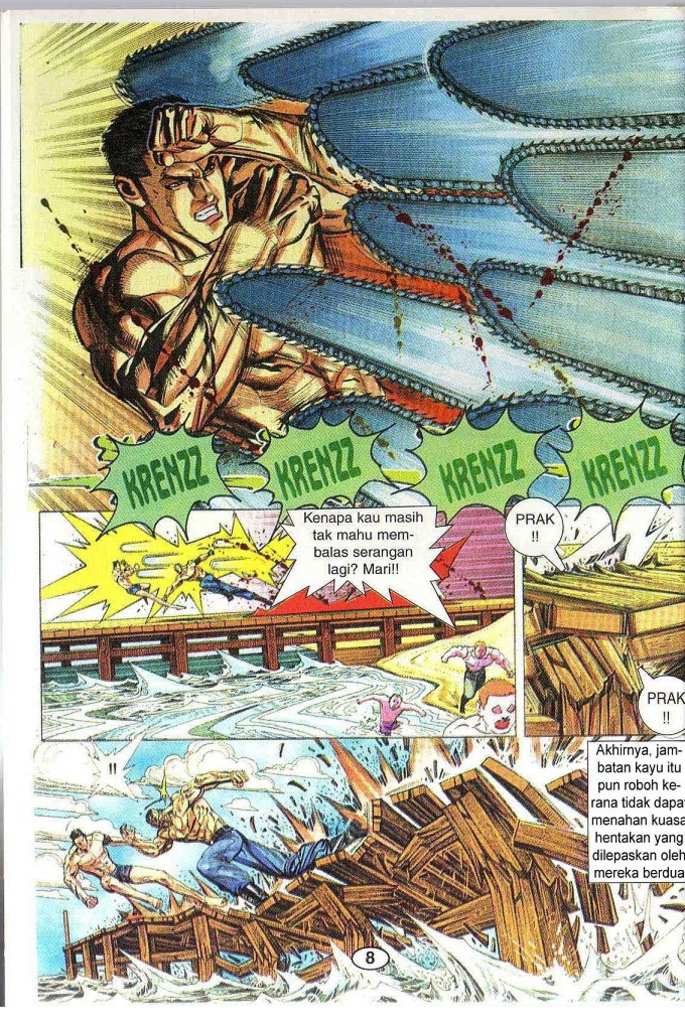 KRENZZ
KRENZZ
KRENZZ
KRENZZ
Kenapa kau masih
tak mahu mem-
balas serangan
lagi? Mari!!
PRAK
!!
PRAK
!!
!!
!
Akhirnya, jam-
batan kayu itu
pun roboh ke-
rana tidak dapa
menahan kuasa
hentakan yang
dilepaskan oleh
mereka berdua
8